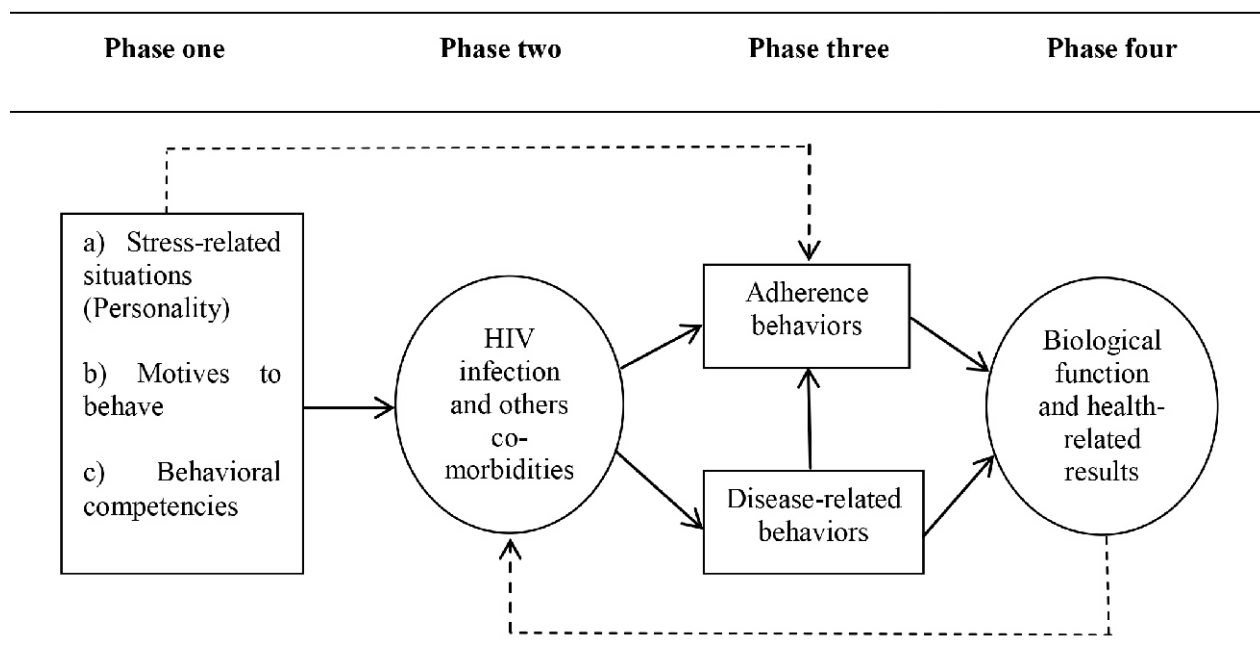 Phase one
Phase two
Phase three
Phase four
a) Stress-related
situations
(Personality)
b) Motives to
behave
c) Behavioral
competencies
HIV
infection
and others
co-
morbidities
Adherence
behaviors
Disease-related
behaviors
Biological
function
and health-
related
results